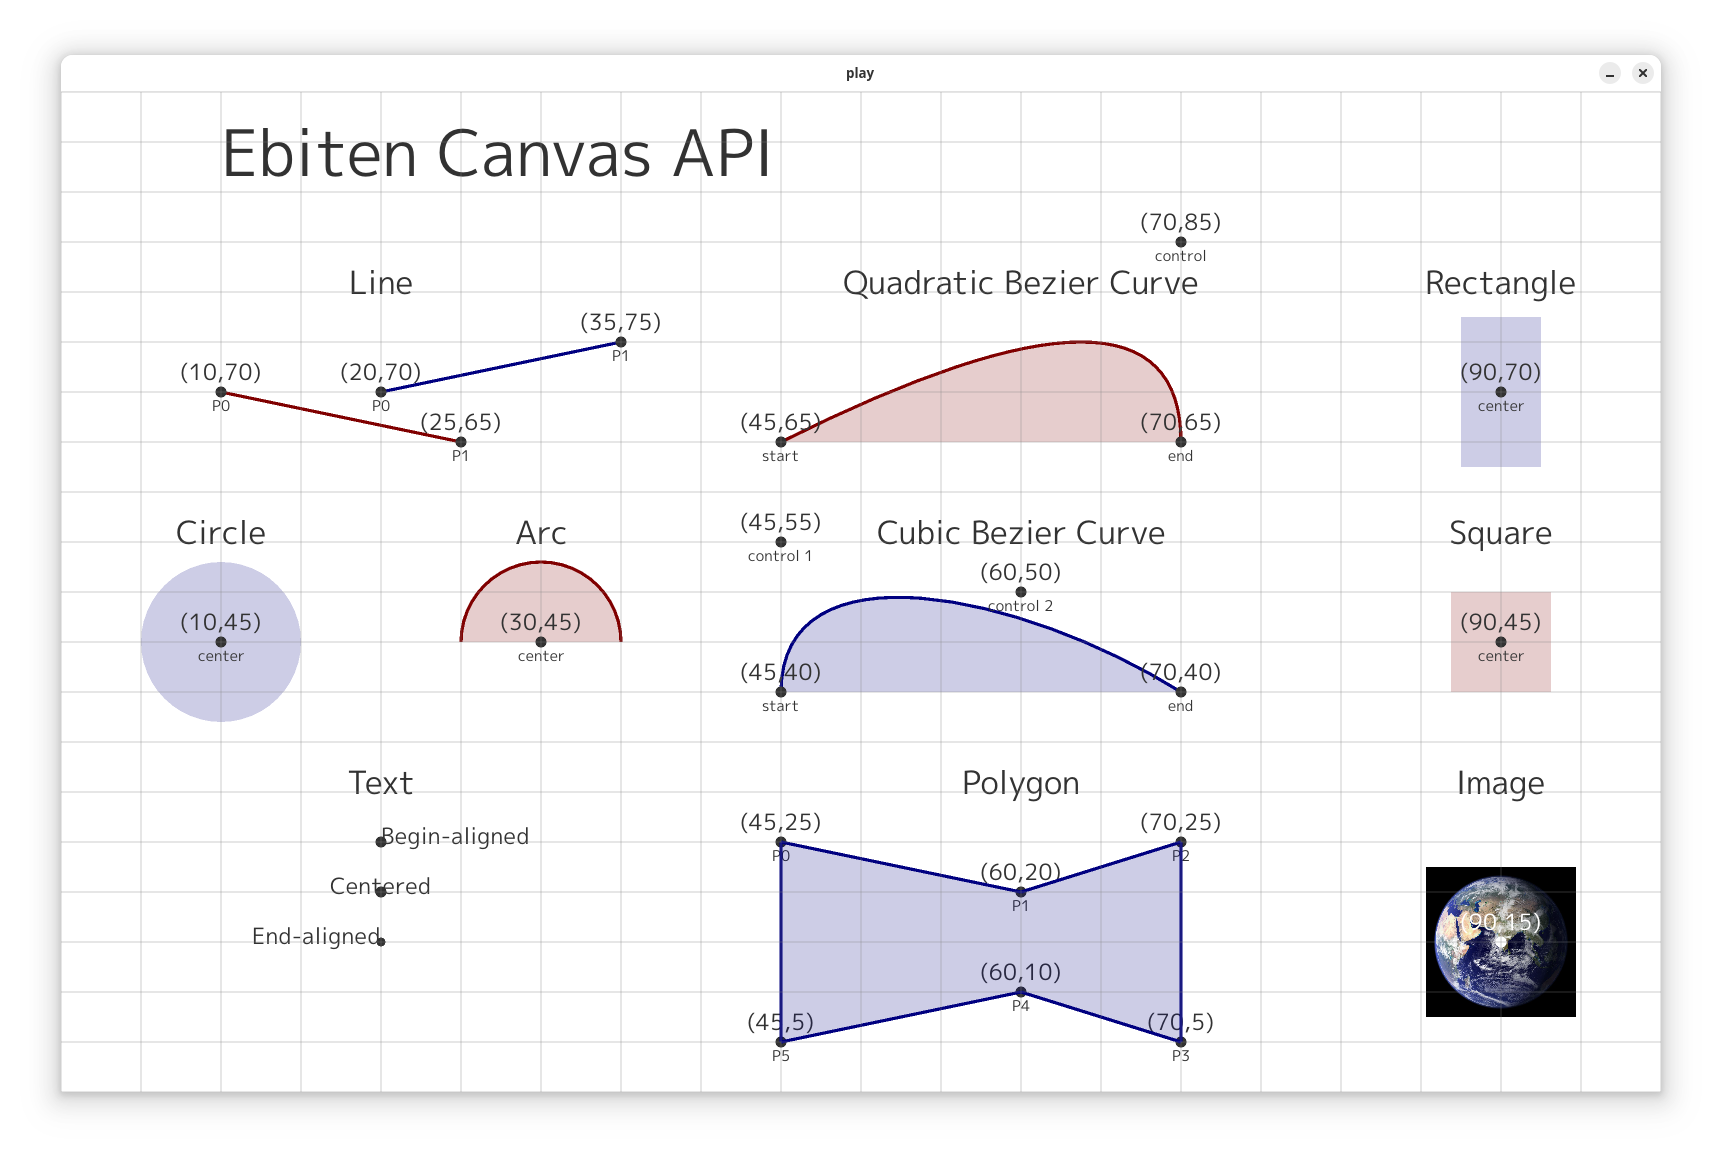 play
Ebiten Canvas API
(70,85)
control
Line
Quadratic Bezier Curve
Rectangle
(35,75)
P1
(10,70)
P0
(20,70)
P0
(25,65)
P1
(45,65)
start
(70,65)
end
(90,70)
center
Circle
(10,45)
center
Arc
(30,45)
center
(45,55)
control 1
Cubic Bezier Curve
(60,50)
control 2
(45,40)
start
(70,40)
end
Square
(90,45)
center
Text
Begin-aligned
Centered
End-aligned
Polygon
(45,25)
P0
(70,25)
P2
(60,20)
P1
(60,10)
P4
(45,5)
P5
(70,5)
P3
Image
(90,15)